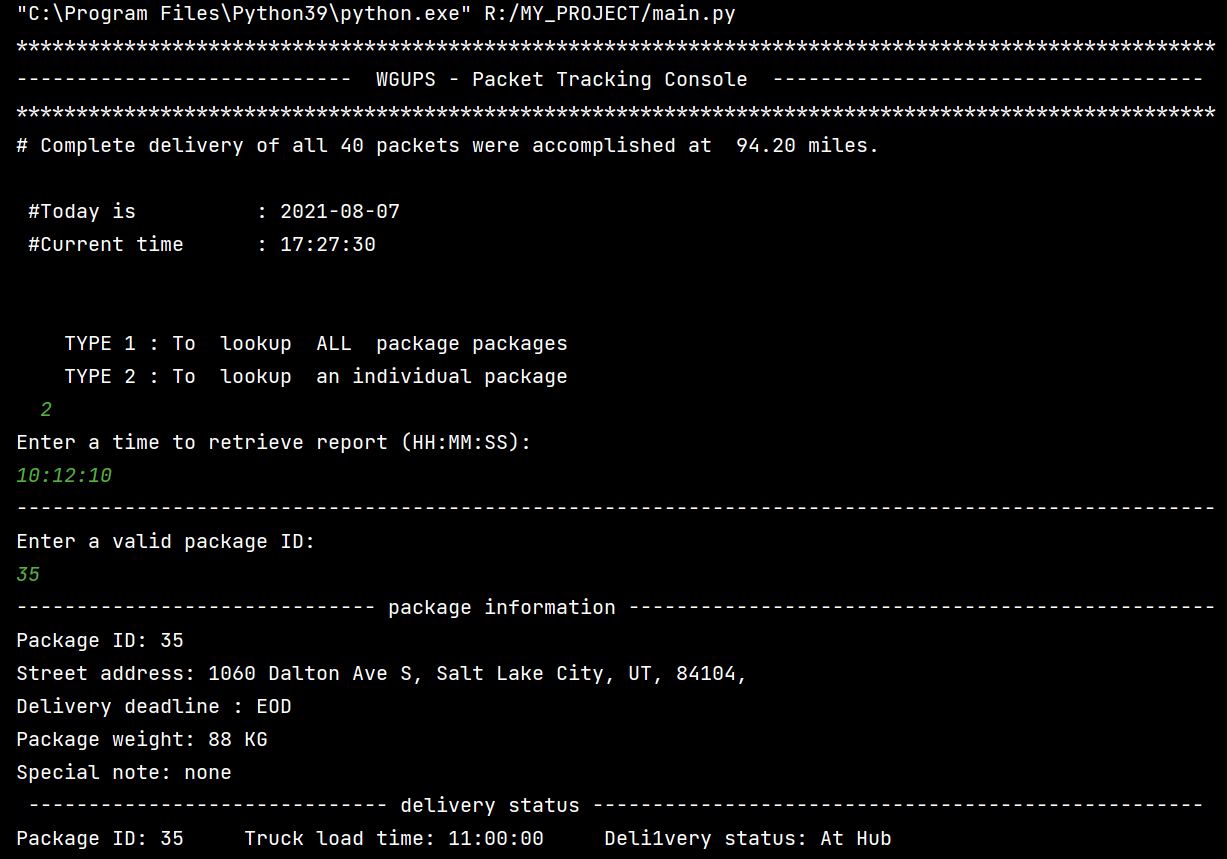 "C:\Program Files\Python39\python.exe" R:/MY_PROJECT/main.py
****************************************************************************************************
----------------------------  WGUPS - Packet Tracking Console  ------------------------------------
****************************************************************************************************
# Complete delivery of all 40 packets were accomplished at  94.20 miles.
#Today is          : 2021-08-07
#Current time      : 17:27:30
TYPE 1 : To  lookup  ALL  package packages
TYPE 2 : To  lookup  an individual package
2
Enter a time to retrieve report (HH:MM:SS):
10:12:10
----------------------------------------------------------------------------------------------------
Enter a valid package ID:
35
------------------------------ package information -------------------------------------------------
Package ID: 35
Street address: 1060 Dalton Ave S, Salt Lake City, UT, 84104,
Delivery deadline : EOD
Package weight: 88 KG
Special note: none
------------------------------ delivery status ---------------------------------------------------
Package ID: 35     Truck load time: 11:00:00     Deli1very status: At Hub